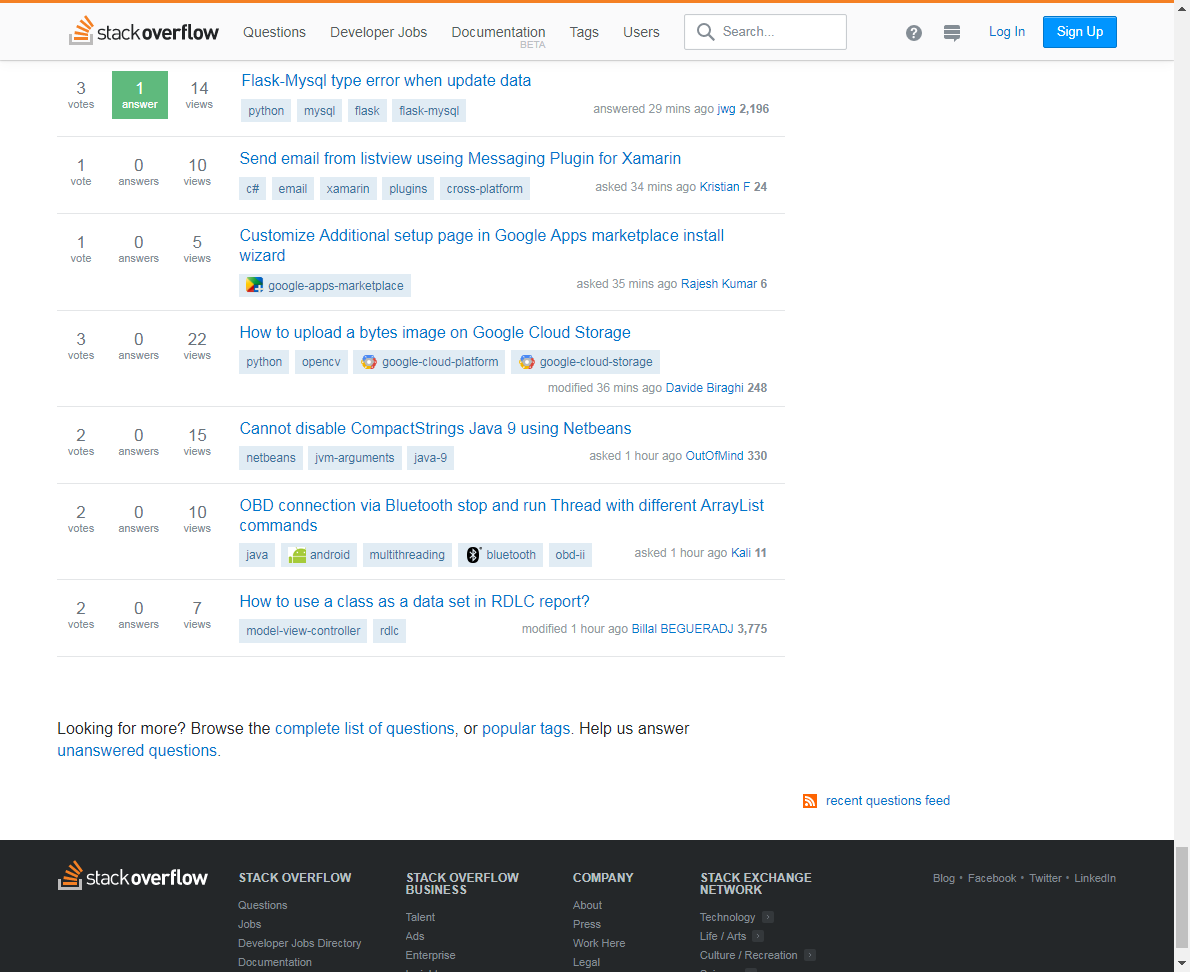 stack overflow Questions Developer Jobs Documentation Tags Users Search... Log In Sign Up
BETA
3 votes 1 answer 14 views
Flask-Mysql type error when update data
python mysql flask flask-mysql
answered 29 mins ago jwg 2,196
1 vote 0 answers 10 views
Send email from listview useing Messaging Plugin for Xamarin
c# email xamarin plugins cross-platform
asked 34 mins ago Kristian F 24
1 vote 0 answers 5 views
Customize Additional setup page in Google Apps marketplace install
wizard
google-apps-marketplace
asked 35 mins ago Rajesh Kumar 6
3 votes 0 answers 22 views
How to upload a bytes image on Google Cloud Storage
python opencv google-cloud-platform google-cloud-storage
modified 36 mins ago Davide Biraghi 248
2 votes 0 answers 15 views
Cannot disable CompactStrings Java 9 using Netbeans
netbeans jvm-arguments java-9
asked 1 hour ago OutOfMind 330
2 votes 0 answers 10 views
OBD connection via Bluetooth stop and run Thread with different ArrayList
commands
java android multithreading bluetooth obd-ii
asked 1 hour ago Kali 11
2 votes 0 answers 7 views
How to use a class as a data set in RDLC report?
model-view-controller rdlc
modified 1 hour ago Billal BEGUERADJ 3,775
Looking for more? Browse the complete list of questions, or popular tags. Help us answer
unanswered questions.
recent questions feed
stack overflow
STACK OVERFLOW
Questions
Jobs
Developer Jobs Directory
Documentation
STACK OVERFLOW
BUSINESS
Talent
Ads
Enterprise
COMPANY
About
Press
Work Here
Legal
STACK EXCHANGE
NETWORK
Technology
Life / Arts
Culture / Recreation
Blog • Facebook • Twitter • LinkedIn